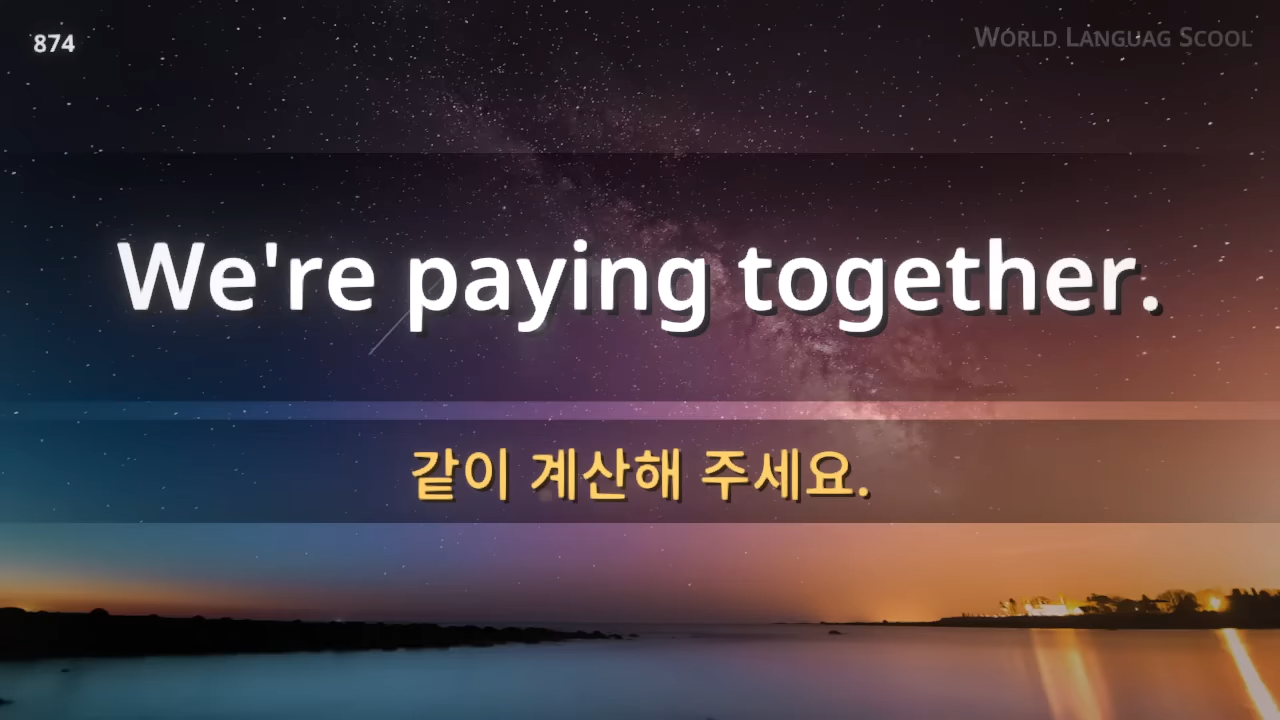 874
WORLD LANGUAG SCOOL
We're paying together.
같이 계산해 주세요.